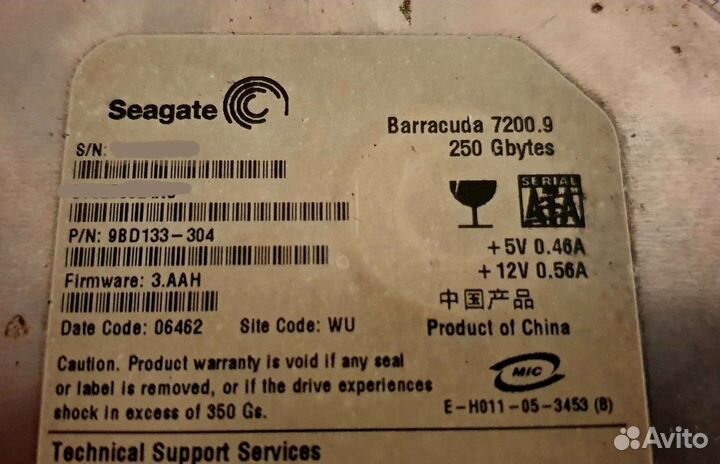 Seagate
Barracuda 7200.9
250 Gbytes
S/N:
SERIAL
ATA
P/N: 9BD133-304
+5V 0.46A
+12V 0.56A
Firmware: 3.AAH
中国产品
Date Code: 06462 Site Code: WU
Product of China
Caution. Product warranty is void if any seal
or label is removed, or if the drive experiences
shock in excess of 350 Gs.
MIC
E-H011-05-3453 (B)
Technical Support Services
Avito